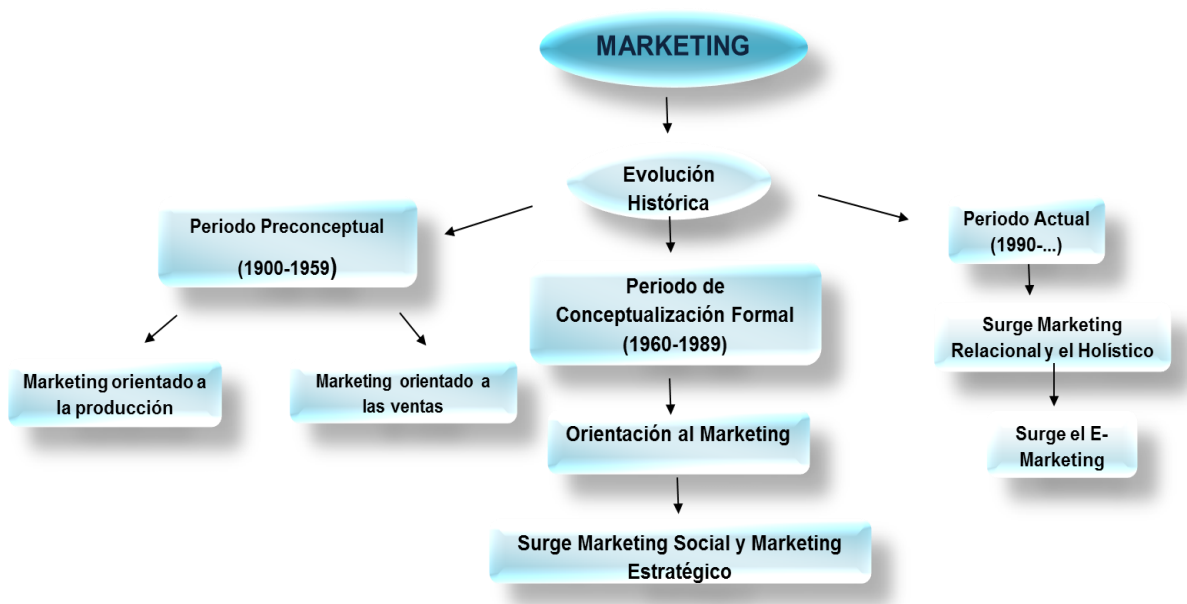 MARKETING
Evolución
Histórica
Periodo Preconceptual
(1900-1959)
Marketing orientado a
la producción
Marketing orientado a
las ventas
Periodo de
Conceptualización Formal
(1960-1989)
Orientación al Marketing
Surge Marketing Social y Marketing
Estratégico
Periodo Actual
(1990-...)
Surge Marketing
Relacional y el Holístico
Surge el E-
Marketing